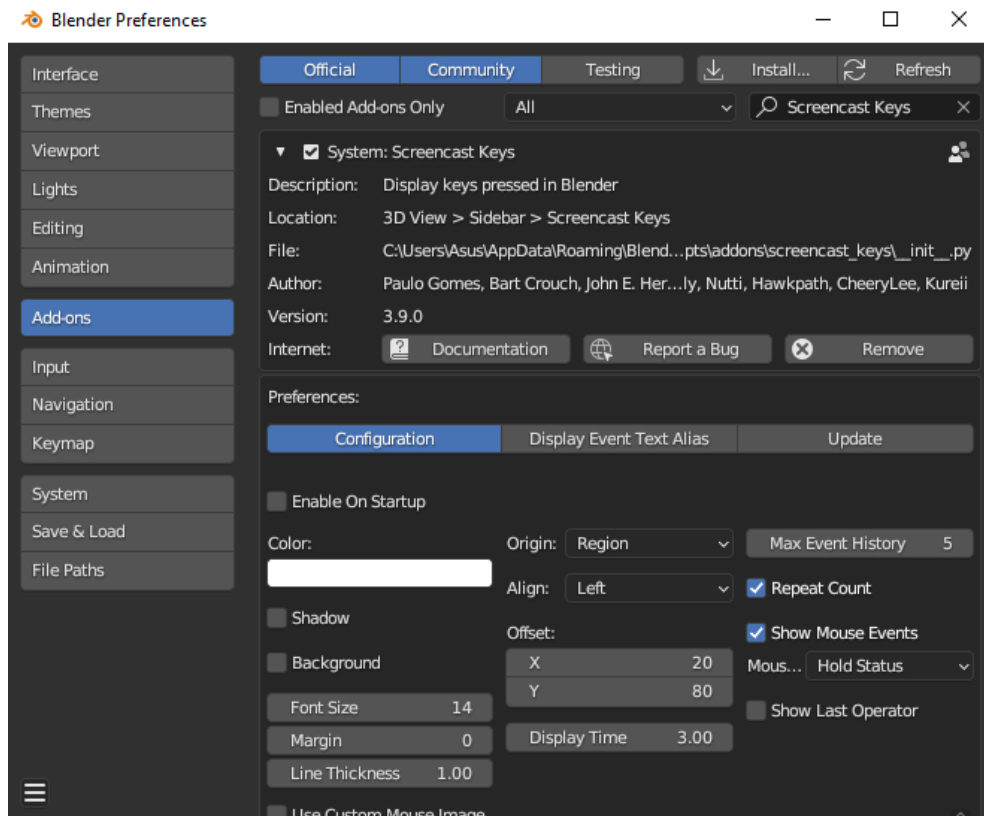 Blender Preferences
Interface
Themes
Viewport
Lights
Editing
Animation
Add-ons
Input
Navigation
Keymap
System
Save & Load
File Paths
Official Community Testing Install... Refresh
Enabled Add-ons Only All Screencast Keys
System: Screencast Keys
Description: Display keys pressed in Blender
Location: 3D View > Sidebar > Screencast Keys
File: C:\Users\Asus\AppData\Roaming\Blend...pts\addons\screencast_keys\__init__.py
Author: Paulo Gomes, Bart Crouch, John E. Her...ly, Nutti, Hawkpath, CheeryLee, Kureii
Version: 3.9.0
Internet: Documentation Report a Bug Remove
Preferences:
Configuration Display Event Text Alias Update
Enable On Startup
Color:
Shadow
Background
Font Size 14
Margin 0
Line Thickness 1.00
Use Custom Mouse Image
Origin: Region
Align: Left
Offset:
X 20
Y 80
Display Time 3.00
Max Event History 5
Repeat Count
Show Mouse Events
Mous... Hold Status
Show Last Operator